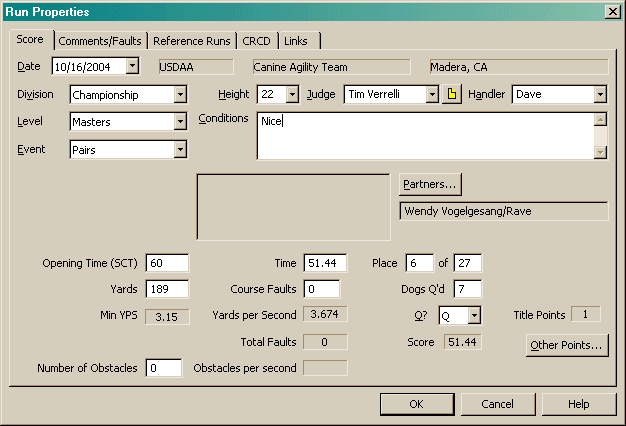 Run Properties
Score Comments/Faults Reference Runs CRCD Links
Date 10/16/2004 USDAA Canine Agility Team Madera, CA
Division Championship Height 22 Judge Tim Verrelli Handler Dave
Level Masters Conditions Nice
Event Pairs
Partners...
Wendy Vogelgesang/Rave
Opening Time (SCT) 60 Time 51.44 Place 6 of 27
Yards 189 Course Faults 0 Dogs Q'd 7
Min YPS 3.15 Yards per Second 3.674 Q? Q Title Points 1
Total Faults 0 Score 51.44 Other Points...
Number of Obstacles 0 Obstacles per second
OK Cancel Help